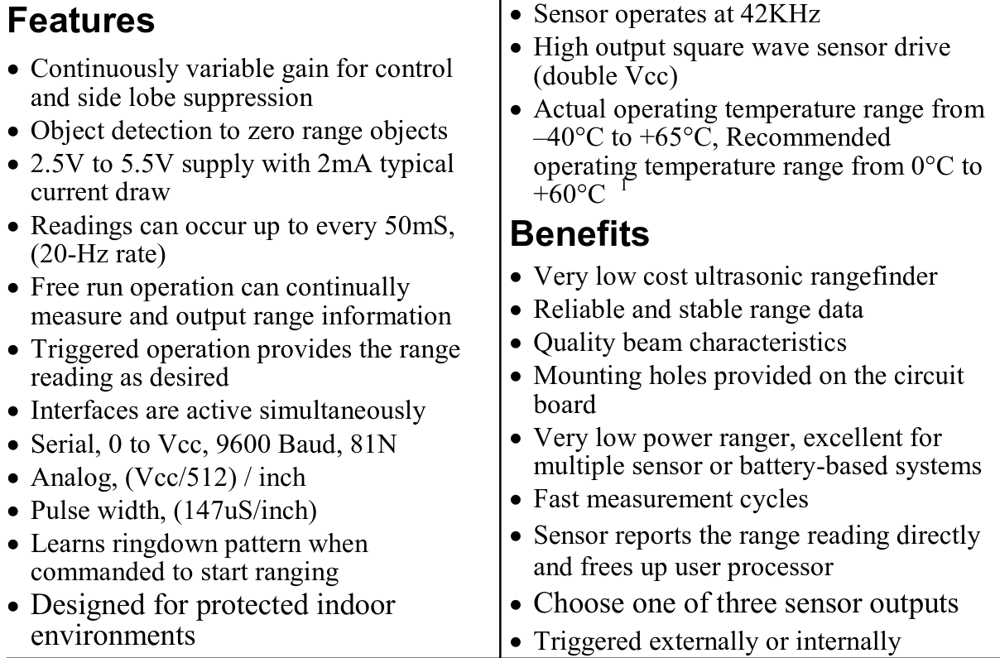 Features
• Continuously variable gain for control
and side lobe suppression
• Object detection to zero range objects
• 2.5V to 5.5V supply with 2mA typical
current draw
• Readings can occur up to every 50mS,
(20-Hz rate)
• Free run operation can continually
measure and output range information
• Triggered operation provides the range
reading as desired
• Interfaces are active simultaneously
• Serial, 0 to Vcc, 9600 Baud, 81N
• Analog, (Vcc/512) / inch
• Pulse width, (147uS/inch)
• Learns ringdown pattern when
commanded to start ranging
• Designed for protected indoor
environments
• Sensor operates at 42KHz
• High output square wave sensor drive
(double Vcc)
• Actual operating temperature range from
–40°C to +65°C, Recommended
operating temperature range from 0°C to
+60°C 1
Benefits
• Very low cost ultrasonic rangefinder
• Reliable and stable range data
• Quality beam characteristics
• Mounting holes provided on the circuit
board
• Very low power ranger, excellent for
multiple sensor or battery-based systems
• Fast measurement cycles
• Sensor reports the range reading directly
and frees up user processor
• Choose one of three sensor outputs
• Triggered externally or internally